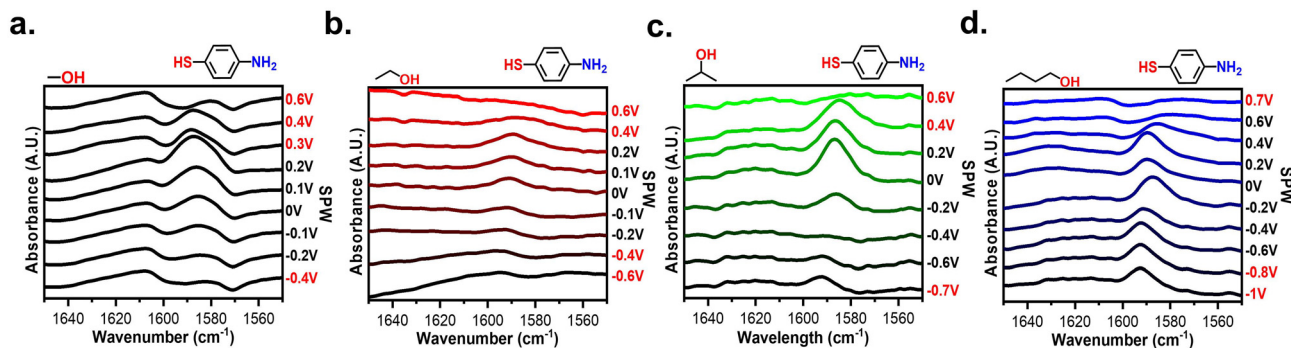 a.
OH
HS
NH₂
Absorbance (A.U.)
0.6V
0.4V
0.3V
0.2V
0.1V
0V
-0.1V
-0.2V
-0.4V
SPW
1640 1600 1580 1560
Wavenumber (cm⁻¹)
b.
OH
HS
NH₂
Absorbance (A.U.)
0.6V
0.4V
0.2V
0.1V
0V
-0.1V
-0.2V
-0.4V
-0.6V
SPW
1640 1620 1600 1580 1560
Wavenumber (cm⁻¹)
c.
OH
HS
NH₂
Absorbance (A.U.)
0.6V
0.4V
0.2V
0V
-0.2V
-0.4V
-0.6V
-0.7V
SPW
1640 1620 1600 1580 1560
Wavelength (cm⁻¹)
d.
OH
HS
NH₂
Absorbance (A.U.)
0.7V
0.6V
0.4V
0.2V
0V
-0.2V
-0.4V
-0.6V
-0.8V
-1V
SPW
1640 1620 1600 1580 1560
Wavenumber (cm⁻¹)